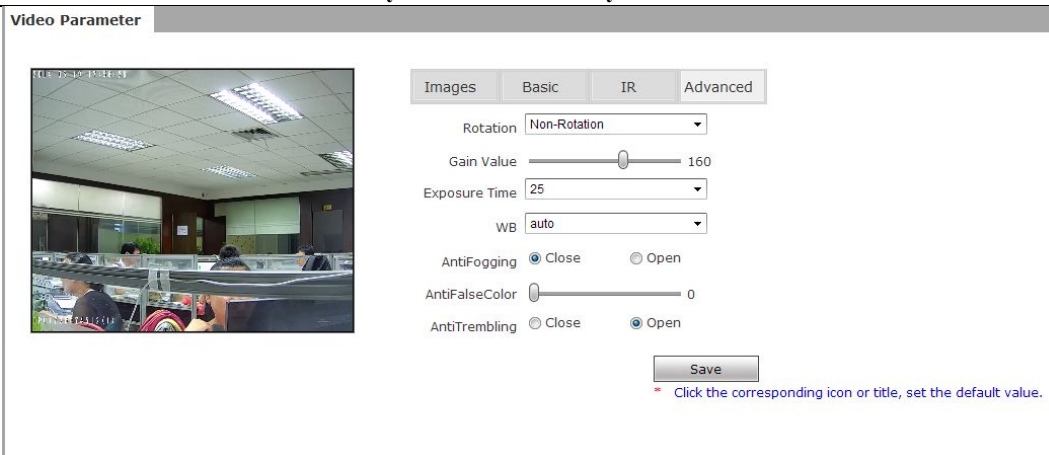 Video Parameter
Images Basic IR Advanced
Rotation Non-Rotation
Gain Value 160
Exposure Time 25
WB auto
AntiFogging Close Open
AntiFalseColor 0
AntiTrembling Close Open
Save
* Click the corresponding icon or title, set the default value.